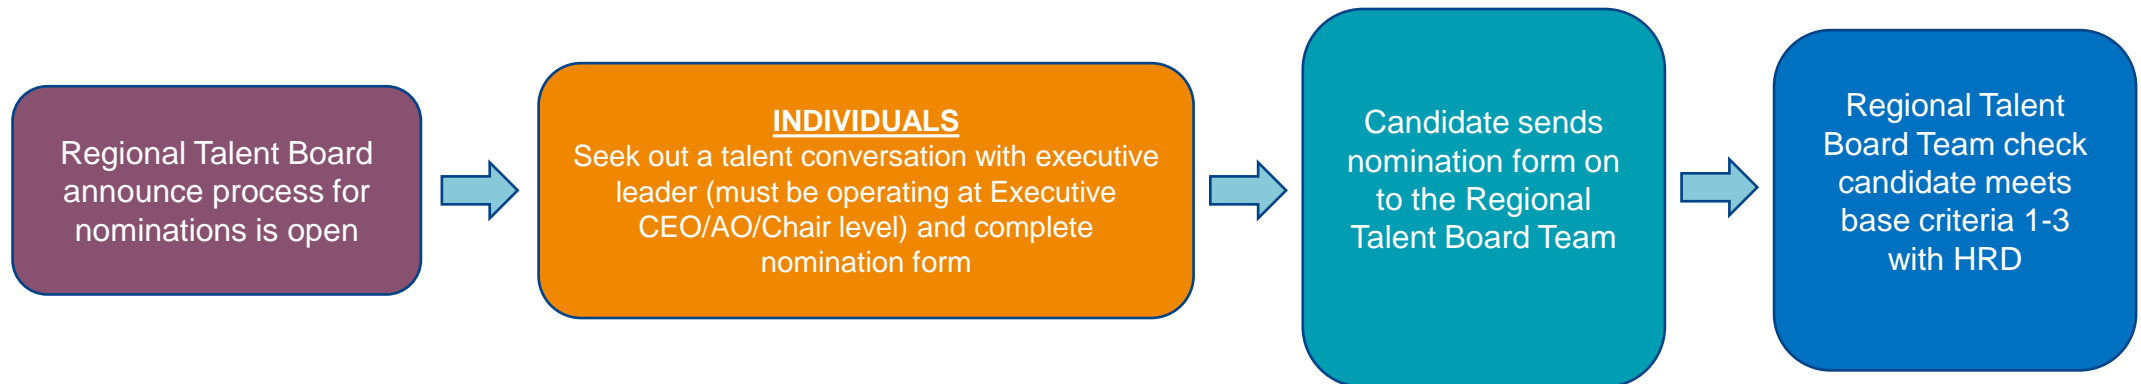 Regional Talent Board
announce process for
nominations is open
INDIVIDUALS
Seek out a talent conversation with executive
leader (must be operating at Executive
CEO/AO/Chair level) and complete
nomination form
Candidate sends
nomination form on
to the Regional
Talent Board Team
Regional Talent
Board Team check
candidate meets
base criteria 1-3
with HRD